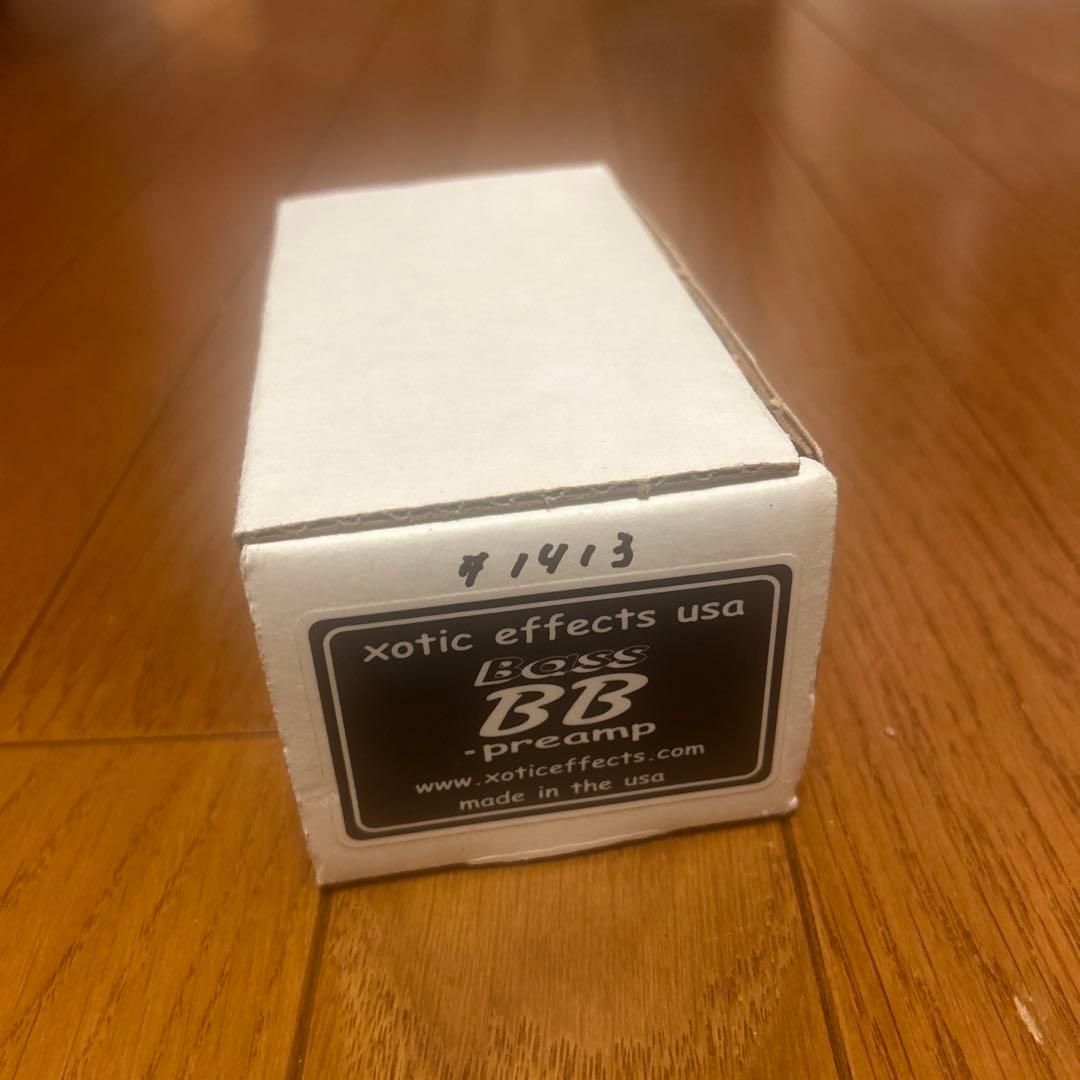 #1413
xotic effects usa
Bass
BB
-preamp
www.xoticeffects.com
made in the usa